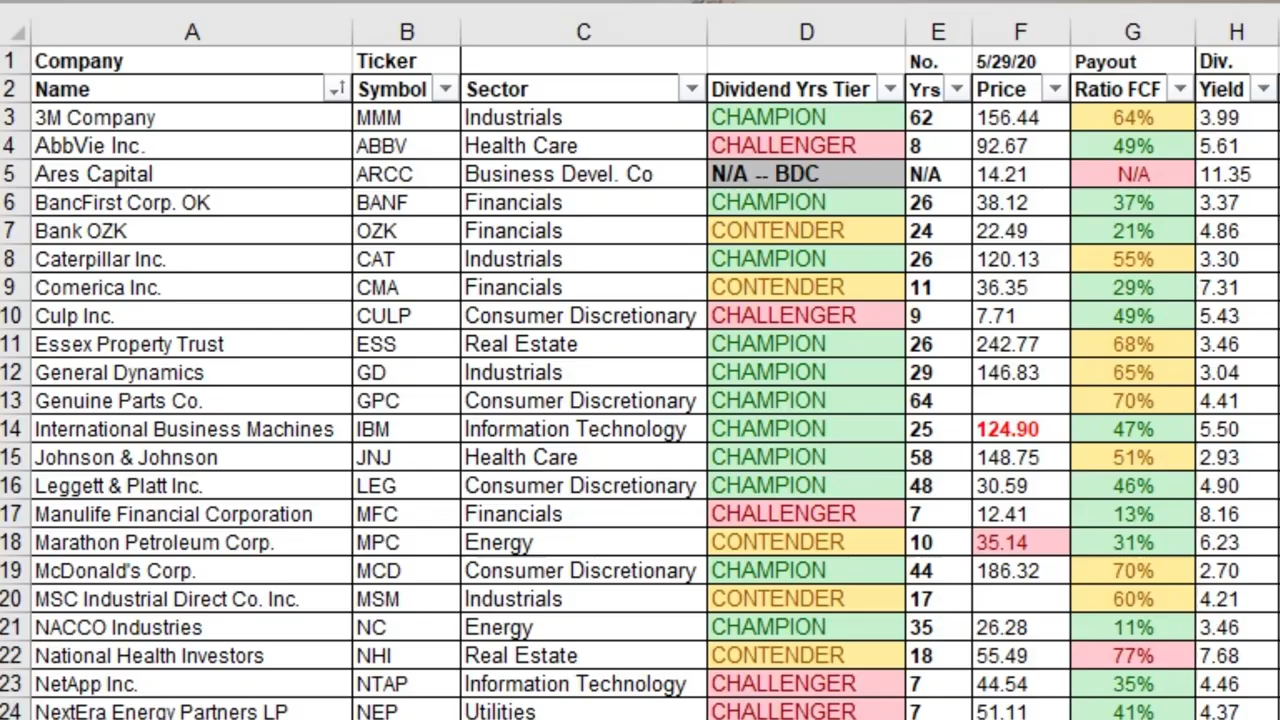 A B C D E F G H
1 Company Ticker No. 5/29/20 Payout Div.
2 Name Symbol Sector Dividend Yrs Tier Yrs Price Ratio FCF Yield
3 3M Company MMM Industrials CHAMPION 62 156.44 64% 3.99
4 AbbVie Inc. ABBV Health Care CHALLENGER 8 92.67 49% 5.61
5 Ares Capital ARCC Business Devel. Co N/A -- BDC N/A 14.21 N/A 11.35
6 BancFirst Corp. OK BANF Financials CHAMPION 26 38.12 37% 3.37
7 Bank OZK OZK Financials CONTENDER 24 22.49 21% 4.86
8 Caterpillar Inc. CAT Industrials CHAMPION 26 120.13 55% 3.30
9 Comerica Inc. CMA Financials CONTENDER 11 36.35 29% 7.31
10 Culp Inc. CULP Consumer Discretionary CHALLENGER 9 7.71 49% 5.43
11 Essex Property Trust ESS Real Estate CHAMPION 26 242.77 68% 3.46
12 General Dynamics GD Industrials CHAMPION 29 146.83 65% 3.04
13 Genuine Parts Co. GPC Consumer Discretionary CHAMPION 64 70% 4.41
14 International Business Machines IBM Information Technology CHAMPION 25 124.90 47% 5.50
15 Johnson & Johnson JNJ Health Care CHAMPION 58 148.75 51% 2.93
16 Leggett & Platt Inc. LEG Consumer Discretionary CHAMPION 48 30.59 46% 4.90
17 Manulife Financial Corporation MFC Financials CHALLENGER 7 12.41 13% 8.16
18 Marathon Petroleum Corp. MPC Energy CONTENDER 10 35.14 31% 6.23
19 McDonald's Corp. MCD Consumer Discretionary CHAMPION 44 186.32 70% 2.70
20 MSC Industrial Direct Co. Inc. MSM Industrials CONTENDER 17 60% 4.21
21 NACCO Industries NC Energy CHAMPION 35 26.28 11% 3.46
22 National Health Investors NHI Real Estate CONTENDER 18 55.49 77% 7.68
23 NetApp Inc. NTAP Information Technology CHALLENGER 7 44.54 35% 4.46
24 NextEra Energy Partners LP NEP Utilities CHALLENGER 7 51.11 41% 4.37